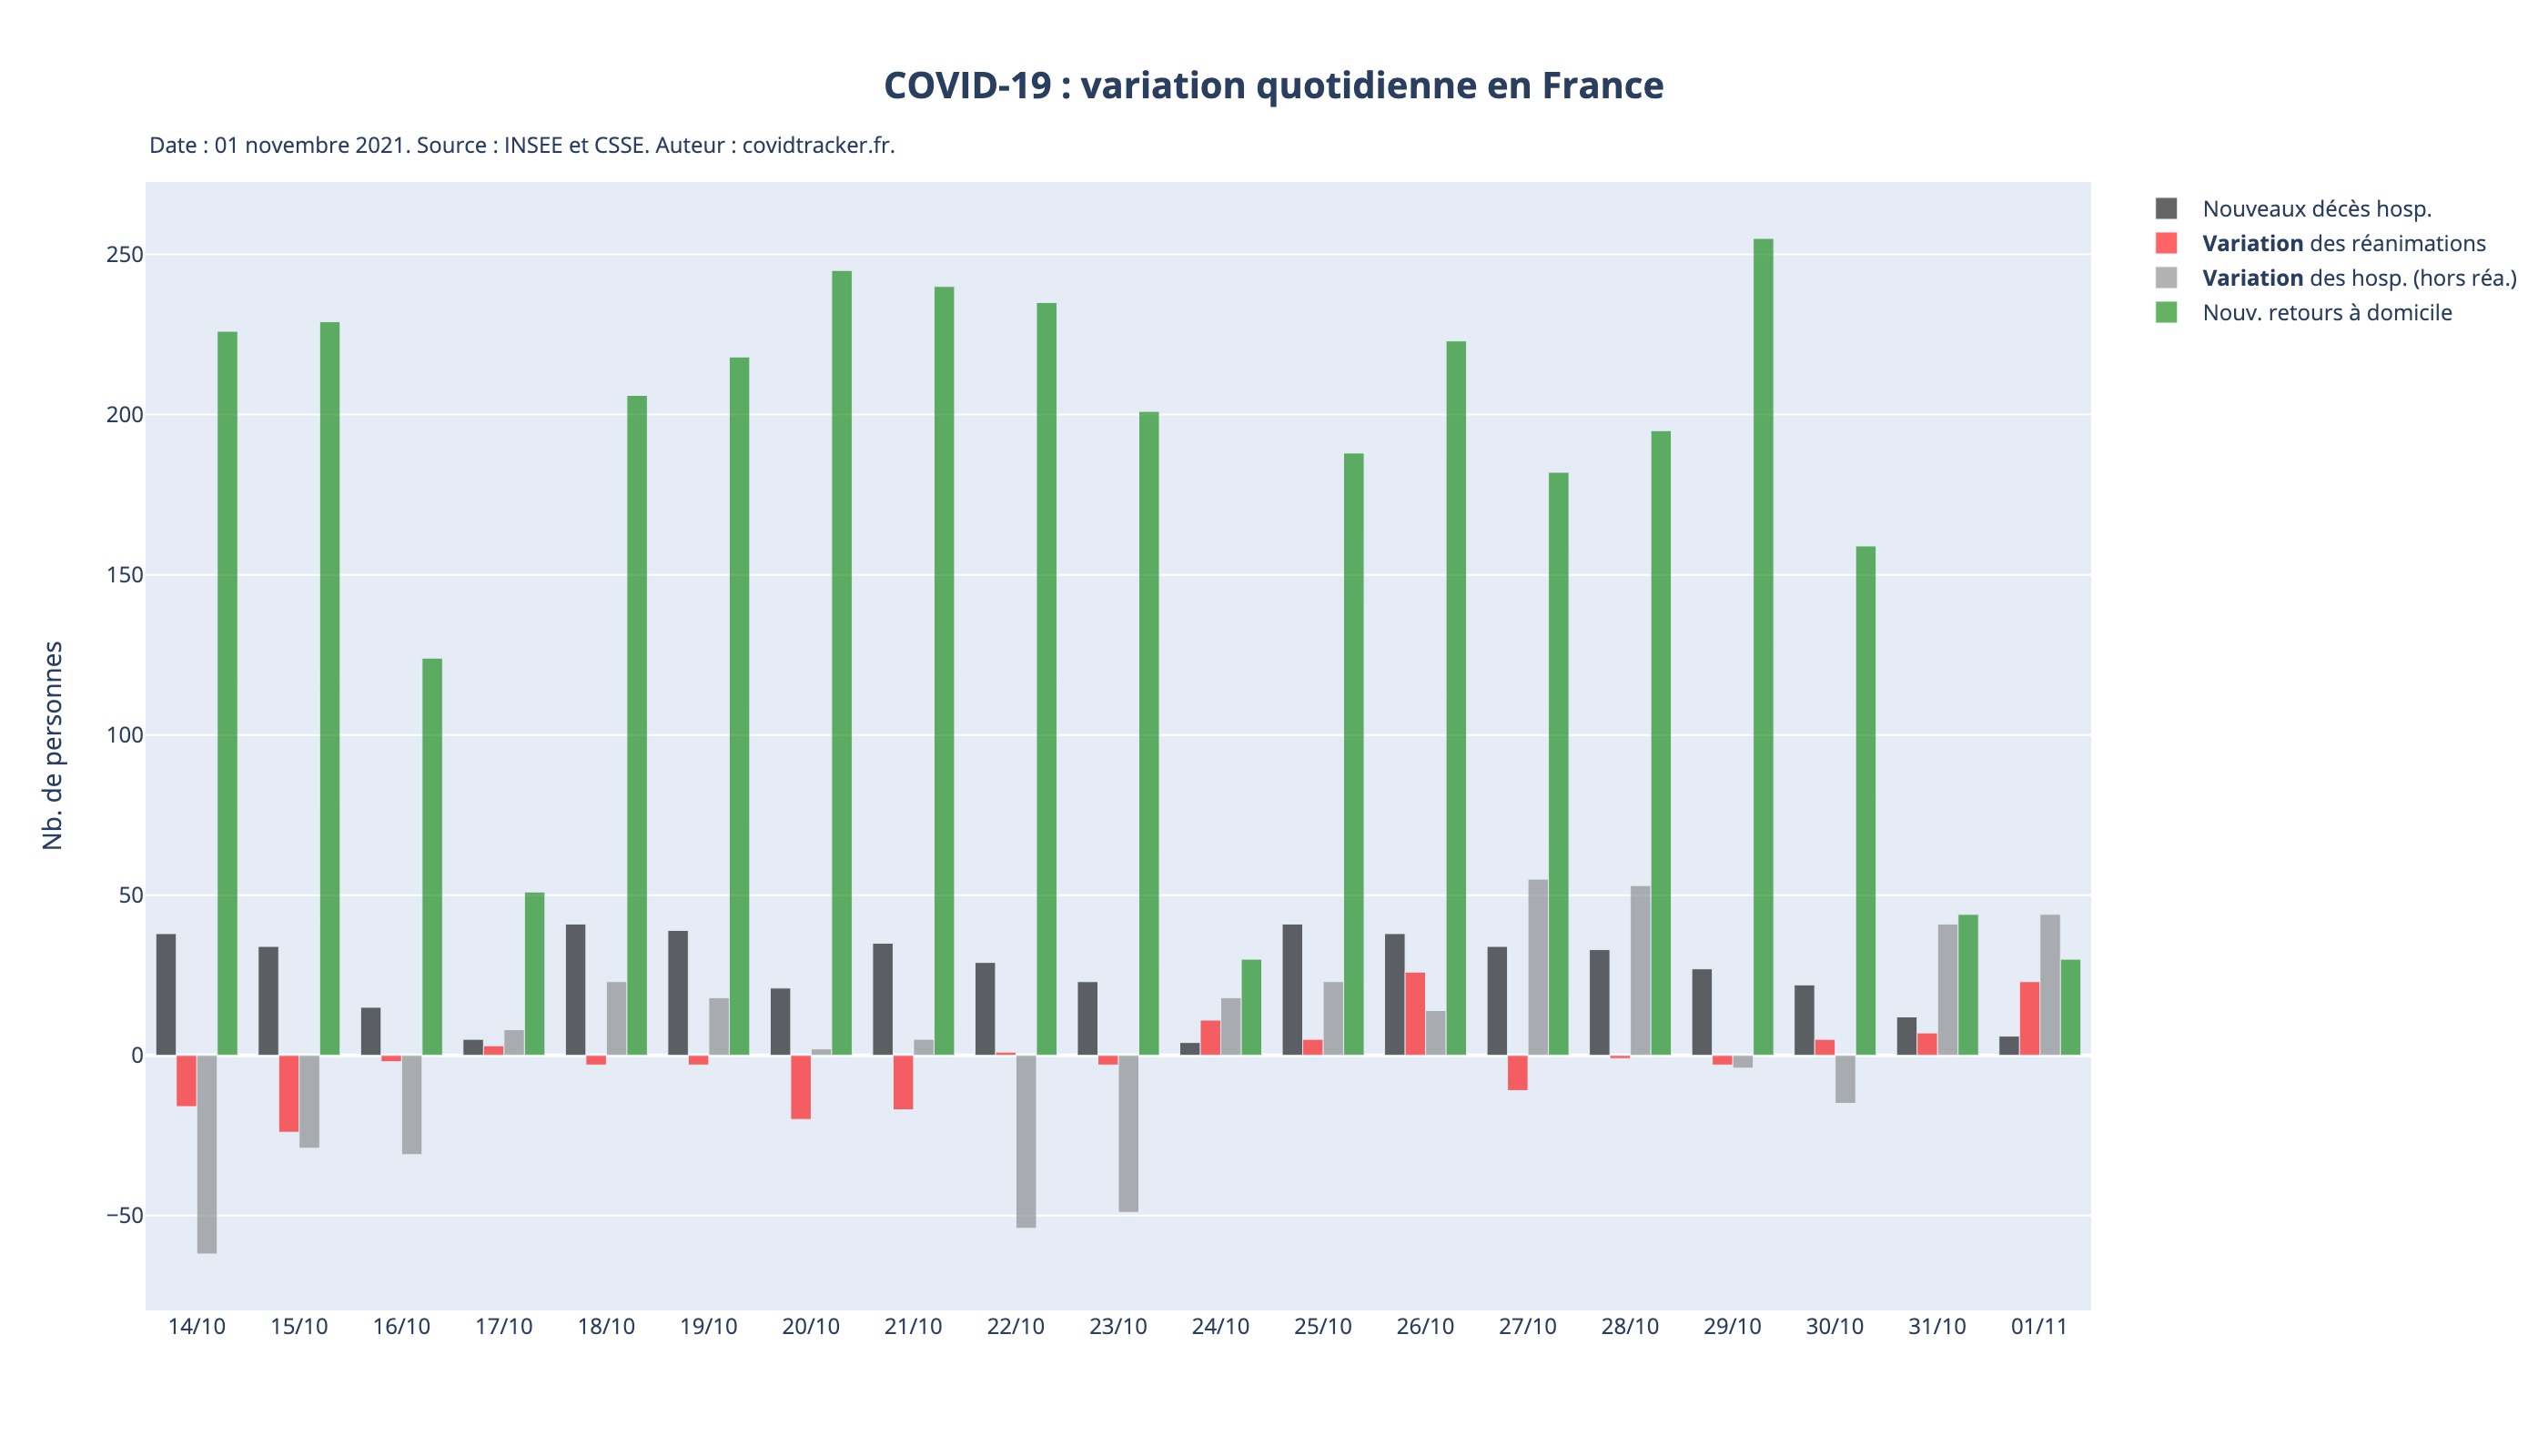 COVID-19 : variation quotidienne en France
Date : 01 novembre 2021. Source : INSEE et CSSE. Auteur : covidtracker.fr.
Nouveaux décès hosp.
Variation des réanimations
Variation des hosp. (hors réa.)
Nouv. retours à domicile
Nb. de personnes
250
200
150
100
50
0
−50
14/10 15/10 16/10 17/10 18/10 19/10 20/10 21/10 22/10 23/10 24/10 25/10 26/10 27/10 28/10 29/10 30/10 31/10 01/11